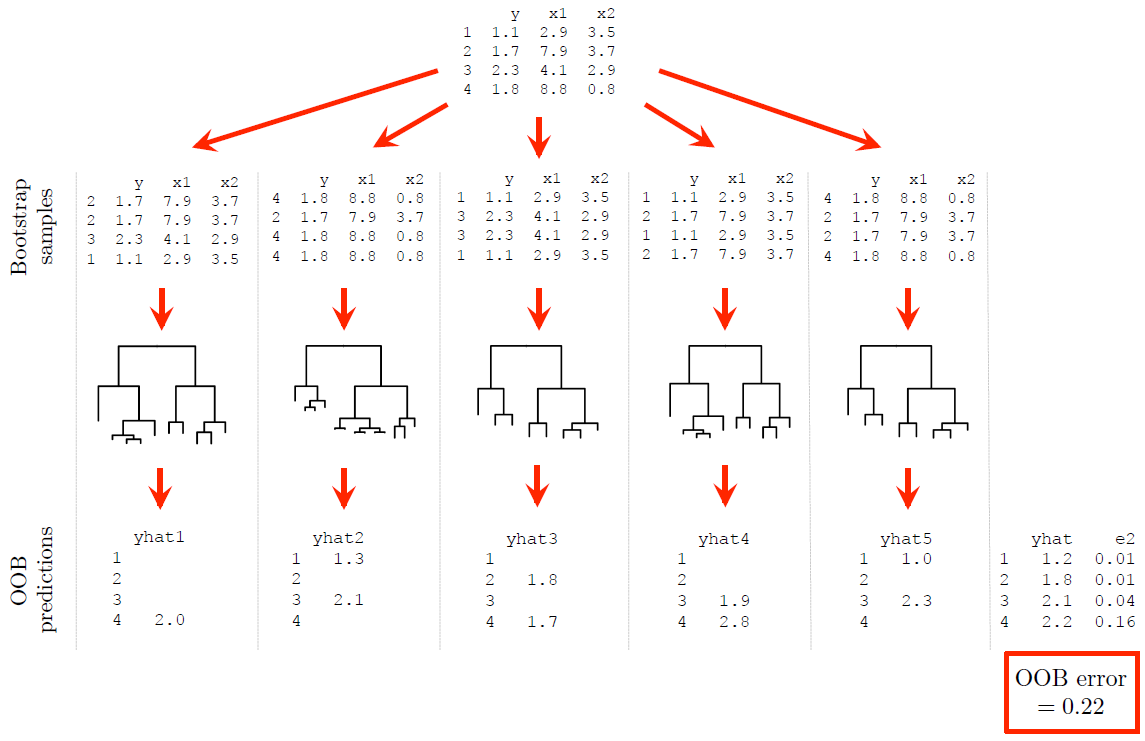 y x1 x2
1 1.1 2.9 3.5
2 1.7 7.9 3.7
3 2.3 4.1 2.9
4 1.8 8.8 0.8
Bootstrap
samples
y x1 x2
2 1.7 7.9 3.7
2 1.7 7.9 3.7
3 2.3 4.1 2.9
1 1.1 2.9 3.5
y x1 x2
4 1.8 8.8 0.8
2 1.7 7.9 3.7
4 1.8 8.8 0.8
4 1.8 8.8 0.8
y x1 x2
1 1.1 2.9 3.5
3 2.3 4.1 2.9
3 2.3 4.1 2.9
1 1.1 2.9 3.5
y x1 x2
1 1.1 2.9 3.5
2 1.7 7.9 3.7
1 1.1 2.9 3.5
2 1.7 7.9 3.7
y x1 x2
4 1.8 8.8 0.8
2 1.7 7.9 3.7
2 1.7 7.9 3.7
4 1.8 8.8 0.8
OOB
predictions
yhat1
1
2
3
4 2.0
yhat2
1 1.3
2
3 2.1
4
yhat3
1
2 1.8
3
4 1.7
yhat4
1
2
3 1.9
4 2.8
yhat5
1 1.0
2
3 2.3
4
yhat e2
1 1.2 0.01
2 1.8 0.01
3 2.1 0.04
4 2.2 0.16
OOB error
= 0.22